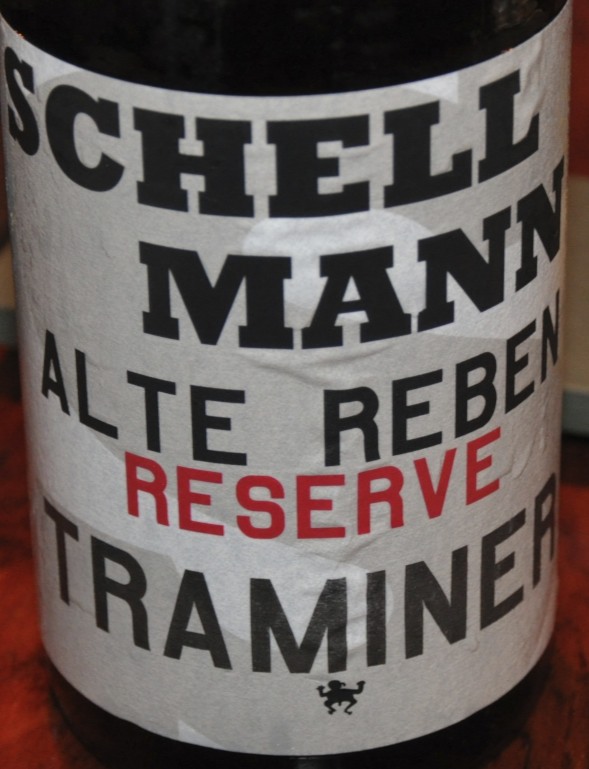 SCHELL
MANN
ALTE REBEN
RESERVE
TRAMINER